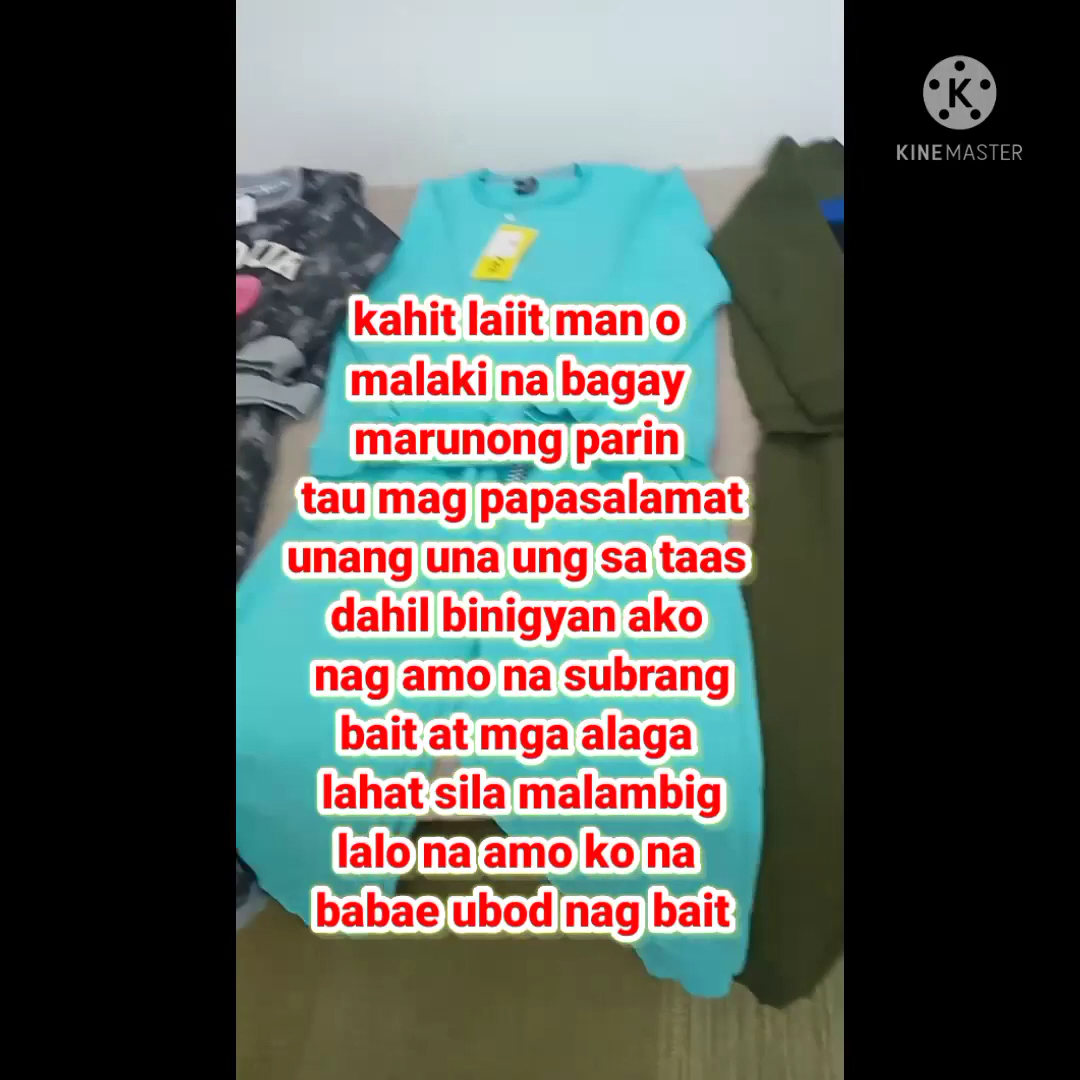 KINEMASTER
kahit laiit man o
malaki na bagay
marunong parin
tau mag papasalamat
unang una ung sa taas
dahil binigyan ako
nag amo na subrang
bait at mga alaga
lahat sila malambig
lalo na amo ko na
babae ubod nag bait